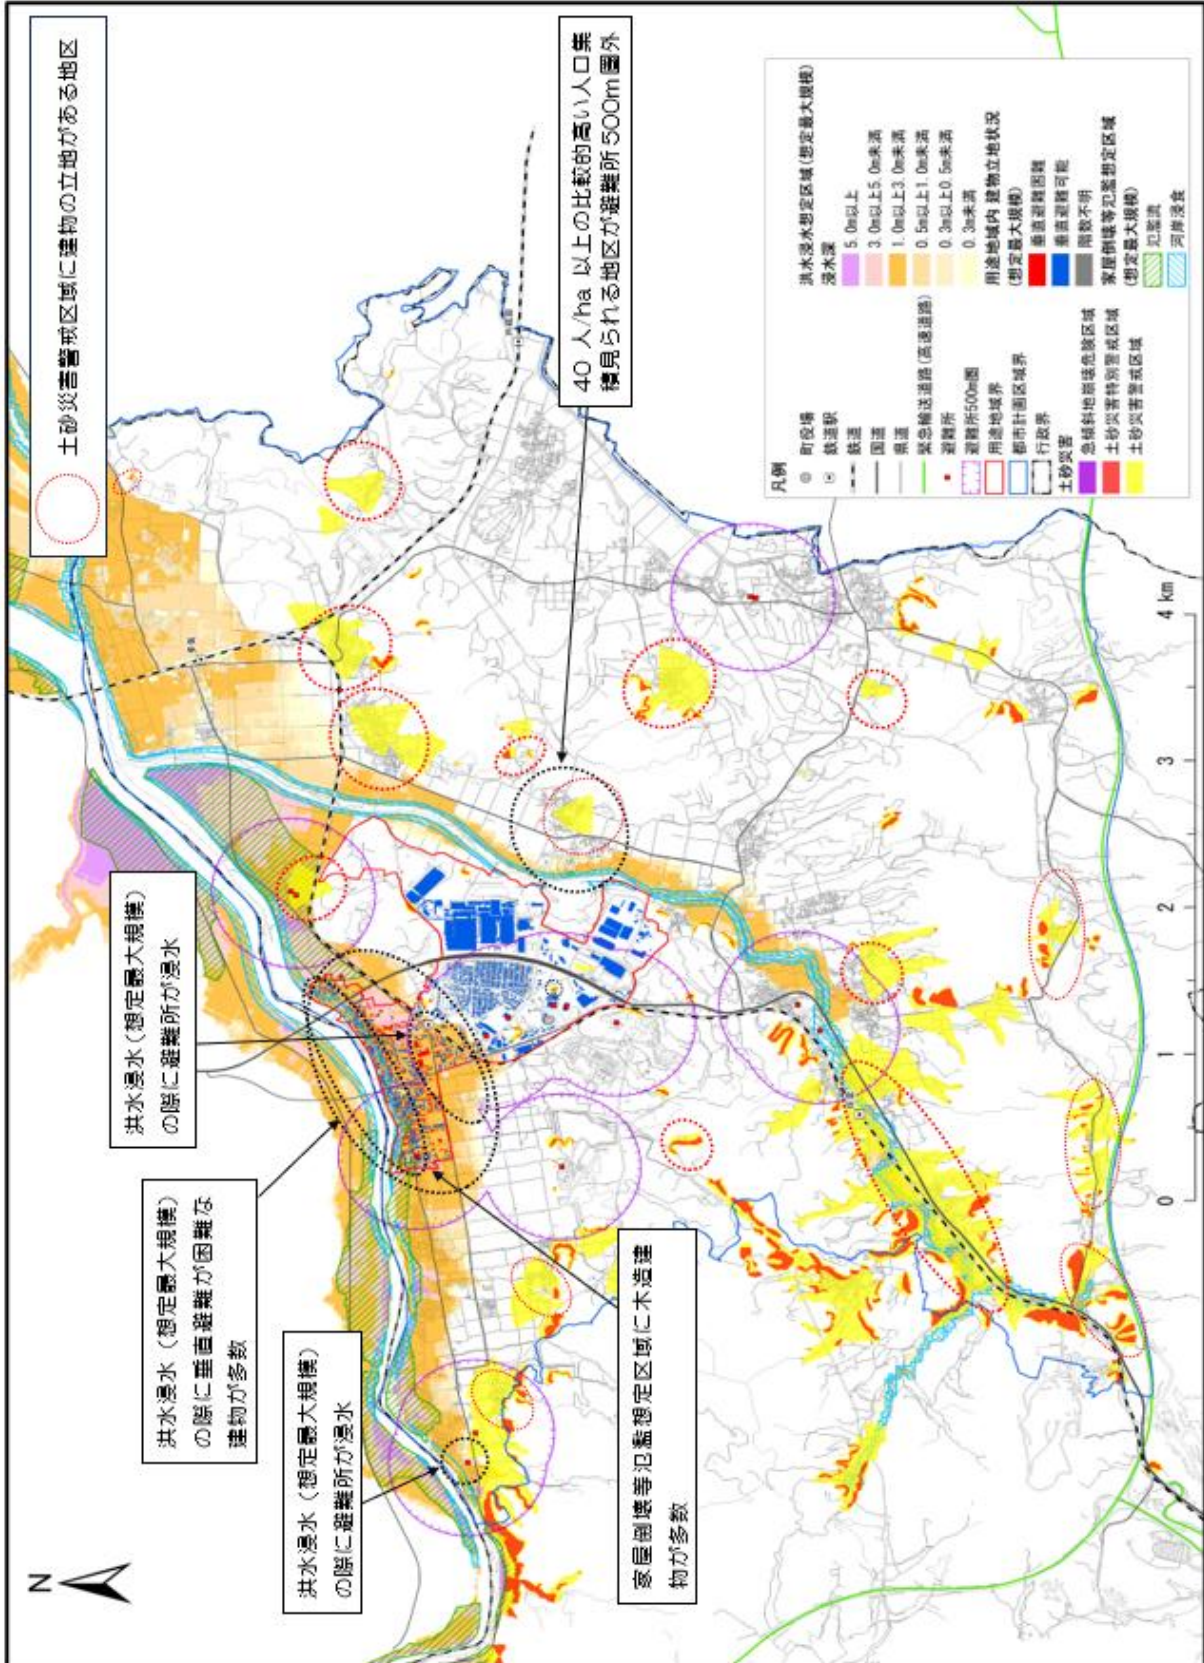 N
土砂災害警戒区域に建物の立地がある地区
洪水浸水(想定最大規模)
の際に避難所が浸水
洪水浸水(想定最大規模)
の際に垂直避難が困難な
建物が多数
洪水浸水(想定最大規模)
の際に避難所が浸水
40人/ha 以上の比較的高い人口集
積見られる地区が避難所500m圏外
家屋倒壊等氾濫想定区域に木造建
物が多数
凡例
町役場
鉄道駅
鉄道
国道
県道
緊急輸送道路(高速道路)
避難所
避難所500m圏
用途地域界
都市計画区域界
行政界
土砂災害
急傾斜地崩壊危険区域
土砂災害特別警戒区域
土砂災害警戒区域
洪水浸水想定区域(想定最大規模)
浸水深
5.0m以上
3.0m以上5.0m未満
1.0m以上3.0m未満
0.5m以上1.0m未満
0.3m以上0.5m未満
0.3m未満
用途地域内 建物立地状況
(想定最大規模)
垂直避難困難
垂直避難可能
階数不明
家屋倒壊等氾濫想定区域
(想定最大規模)
氾濫流
河岸浸食
0 1 2 3 4 km